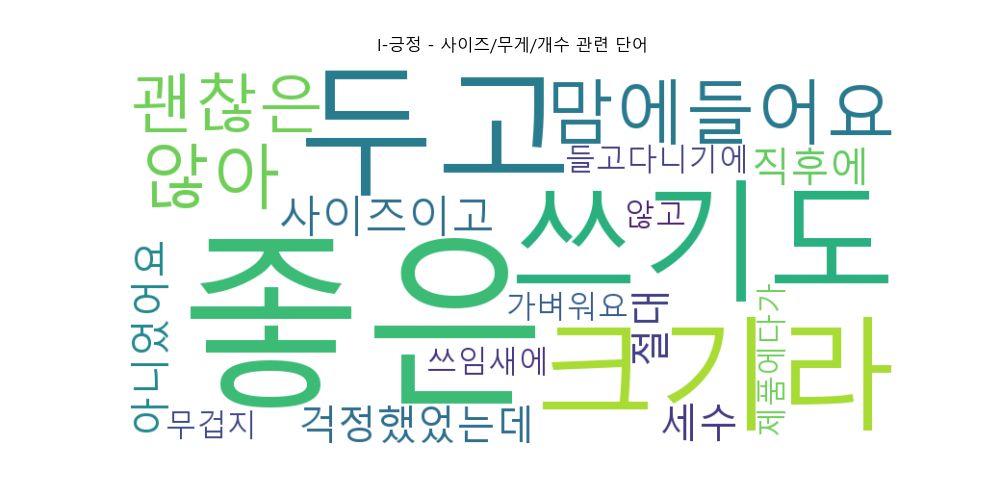 I-긍정 - 사이즈/무게/개수 관련 단어
괜찮은
두고
맘에들어요
않아
들고다니기에
직후에
사이즈이고
쓰기도
않고
좋은
아니었어요
가벼워요
절대
제품에다가
크기라
쓰임새에
무겁지
걱정했었는데
세수